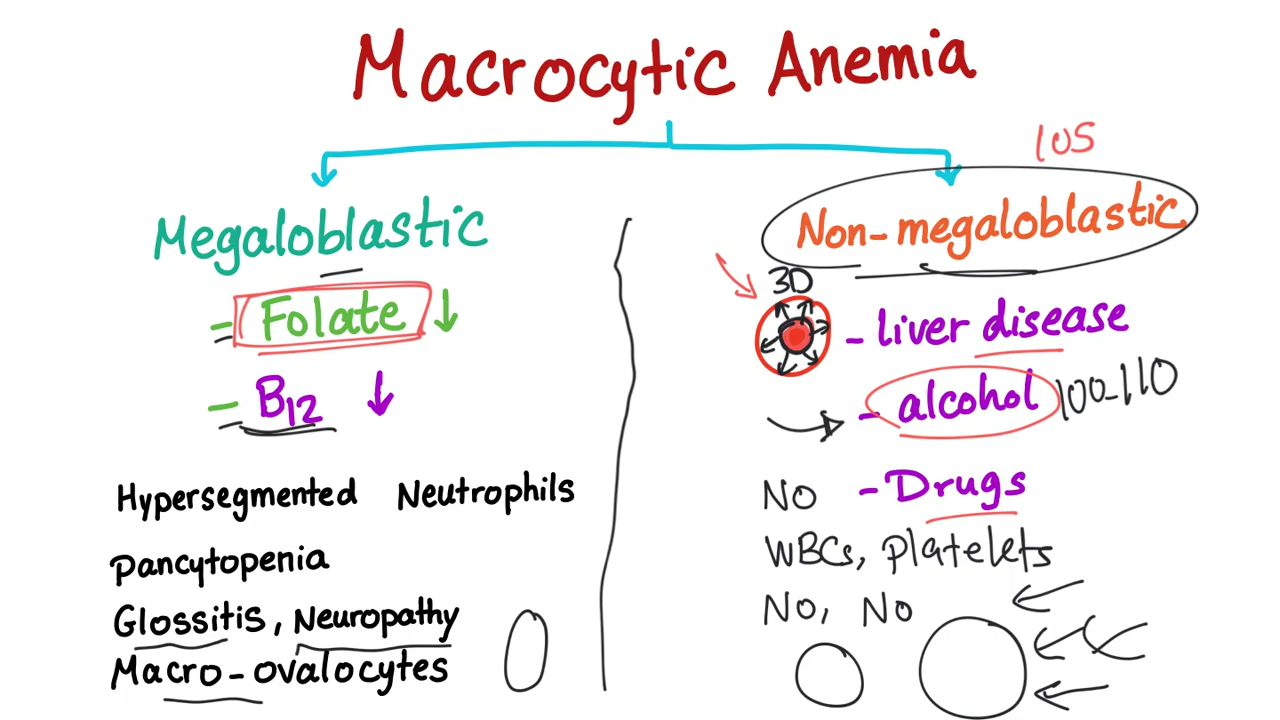 Macrocytic Anemia
105
Megaloblastic
= Folate ↓
- B12 ↓
Hypersegmented Neutrophils
Pancytopenia
Glossitis, Neuropathy
Macro-ovalocytes
Non-megaloblastic
3D
- liver disease
- alcohol 100-110
NO - Drugs
WBCs, platelets
No, No